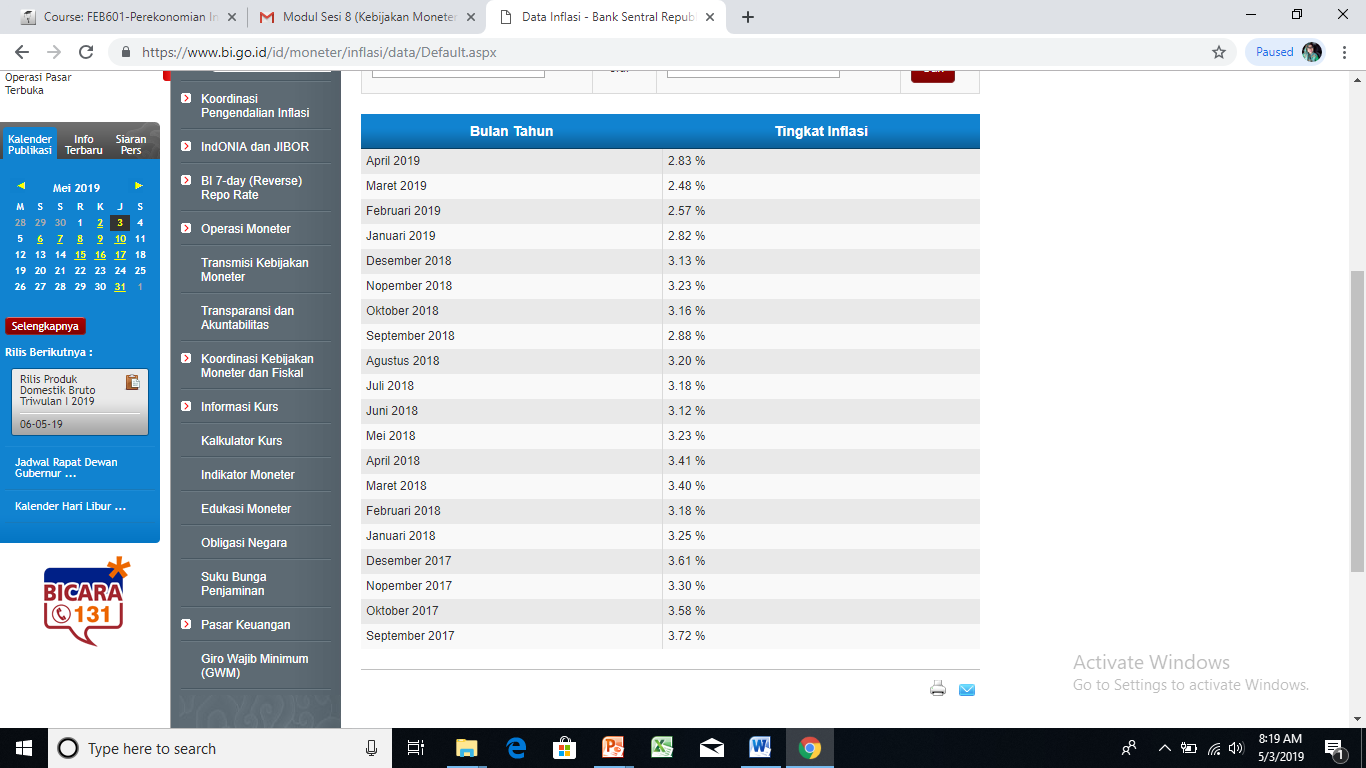 Course: FEB601-Perekonomian In
Modul Sesi 8 (Kebijakan Moneter
Data Inflasi - Bank Sentral Republ
https://www.bi.go.id/id/moneter/inflasi/data/Default.aspx
Paused
Operasi Pasar
Terbuka
Kalender
Publikasi
Info
Terbaru
Siaran
Pers
Mei 2019
M S S R K J S
28 29 30 1 2 3 4
5 6 7 8 9 10 11
12 13 14 15 16 17 18
19 20 21 22 23 24 25
26 27 28 29 30 31 1
Selengkapnya
Rilis Berikutnya :
Rilis Produk
Domestik Bruto
Triwulan I 2019
06-05-19
Jadwal Rapat Dewan
Gubernur ...
Kalender Hari Libur ...
BICARA
131
Koordinasi
Pengendalian Inflasi
IndONIA dan JIBOR
BI 7-day (Reverse)
Repo Rate
Operasi Moneter
Transmisi Kebijakan
Moneter
Transparansi dan
Akuntabilitas
Koordinasi Kebijakan
Moneter dan Fiskal
Informasi Kurs
Kalkulator Kurs
Indikator Moneter
Edukasi Moneter
Obligasi Negara
Suku Bunga
Penjaminan
Pasar Keuangan
Giro Wajib Minimum
(GWM)
Bulan Tahun Tingkat Inflasi
April 2019 2.83 %
Maret 2019 2.48 %
Februari 2019 2.57 %
Januari 2019 2.82 %
Desember 2018 3.13 %
Nopember 2018 3.23 %
Oktober 2018 3.16 %
September 2018 2.88 %
Agustus 2018 3.20 %
Juli 2018 3.18 %
Juni 2018 3.12 %
Mei 2018 3.23 %
April 2018 3.41 %
Maret 2018 3.40 %
Februari 2018 3.18 %
Januari 2018 3.25 %
Desember 2017 3.61 %
Nopember 2017 3.30 %
Oktober 2017 3.58 %
September 2017 3.72 %
Activate Windows
Go to Settings to activate Windows.
Type here to search
8:19 AM
5/3/2019
1